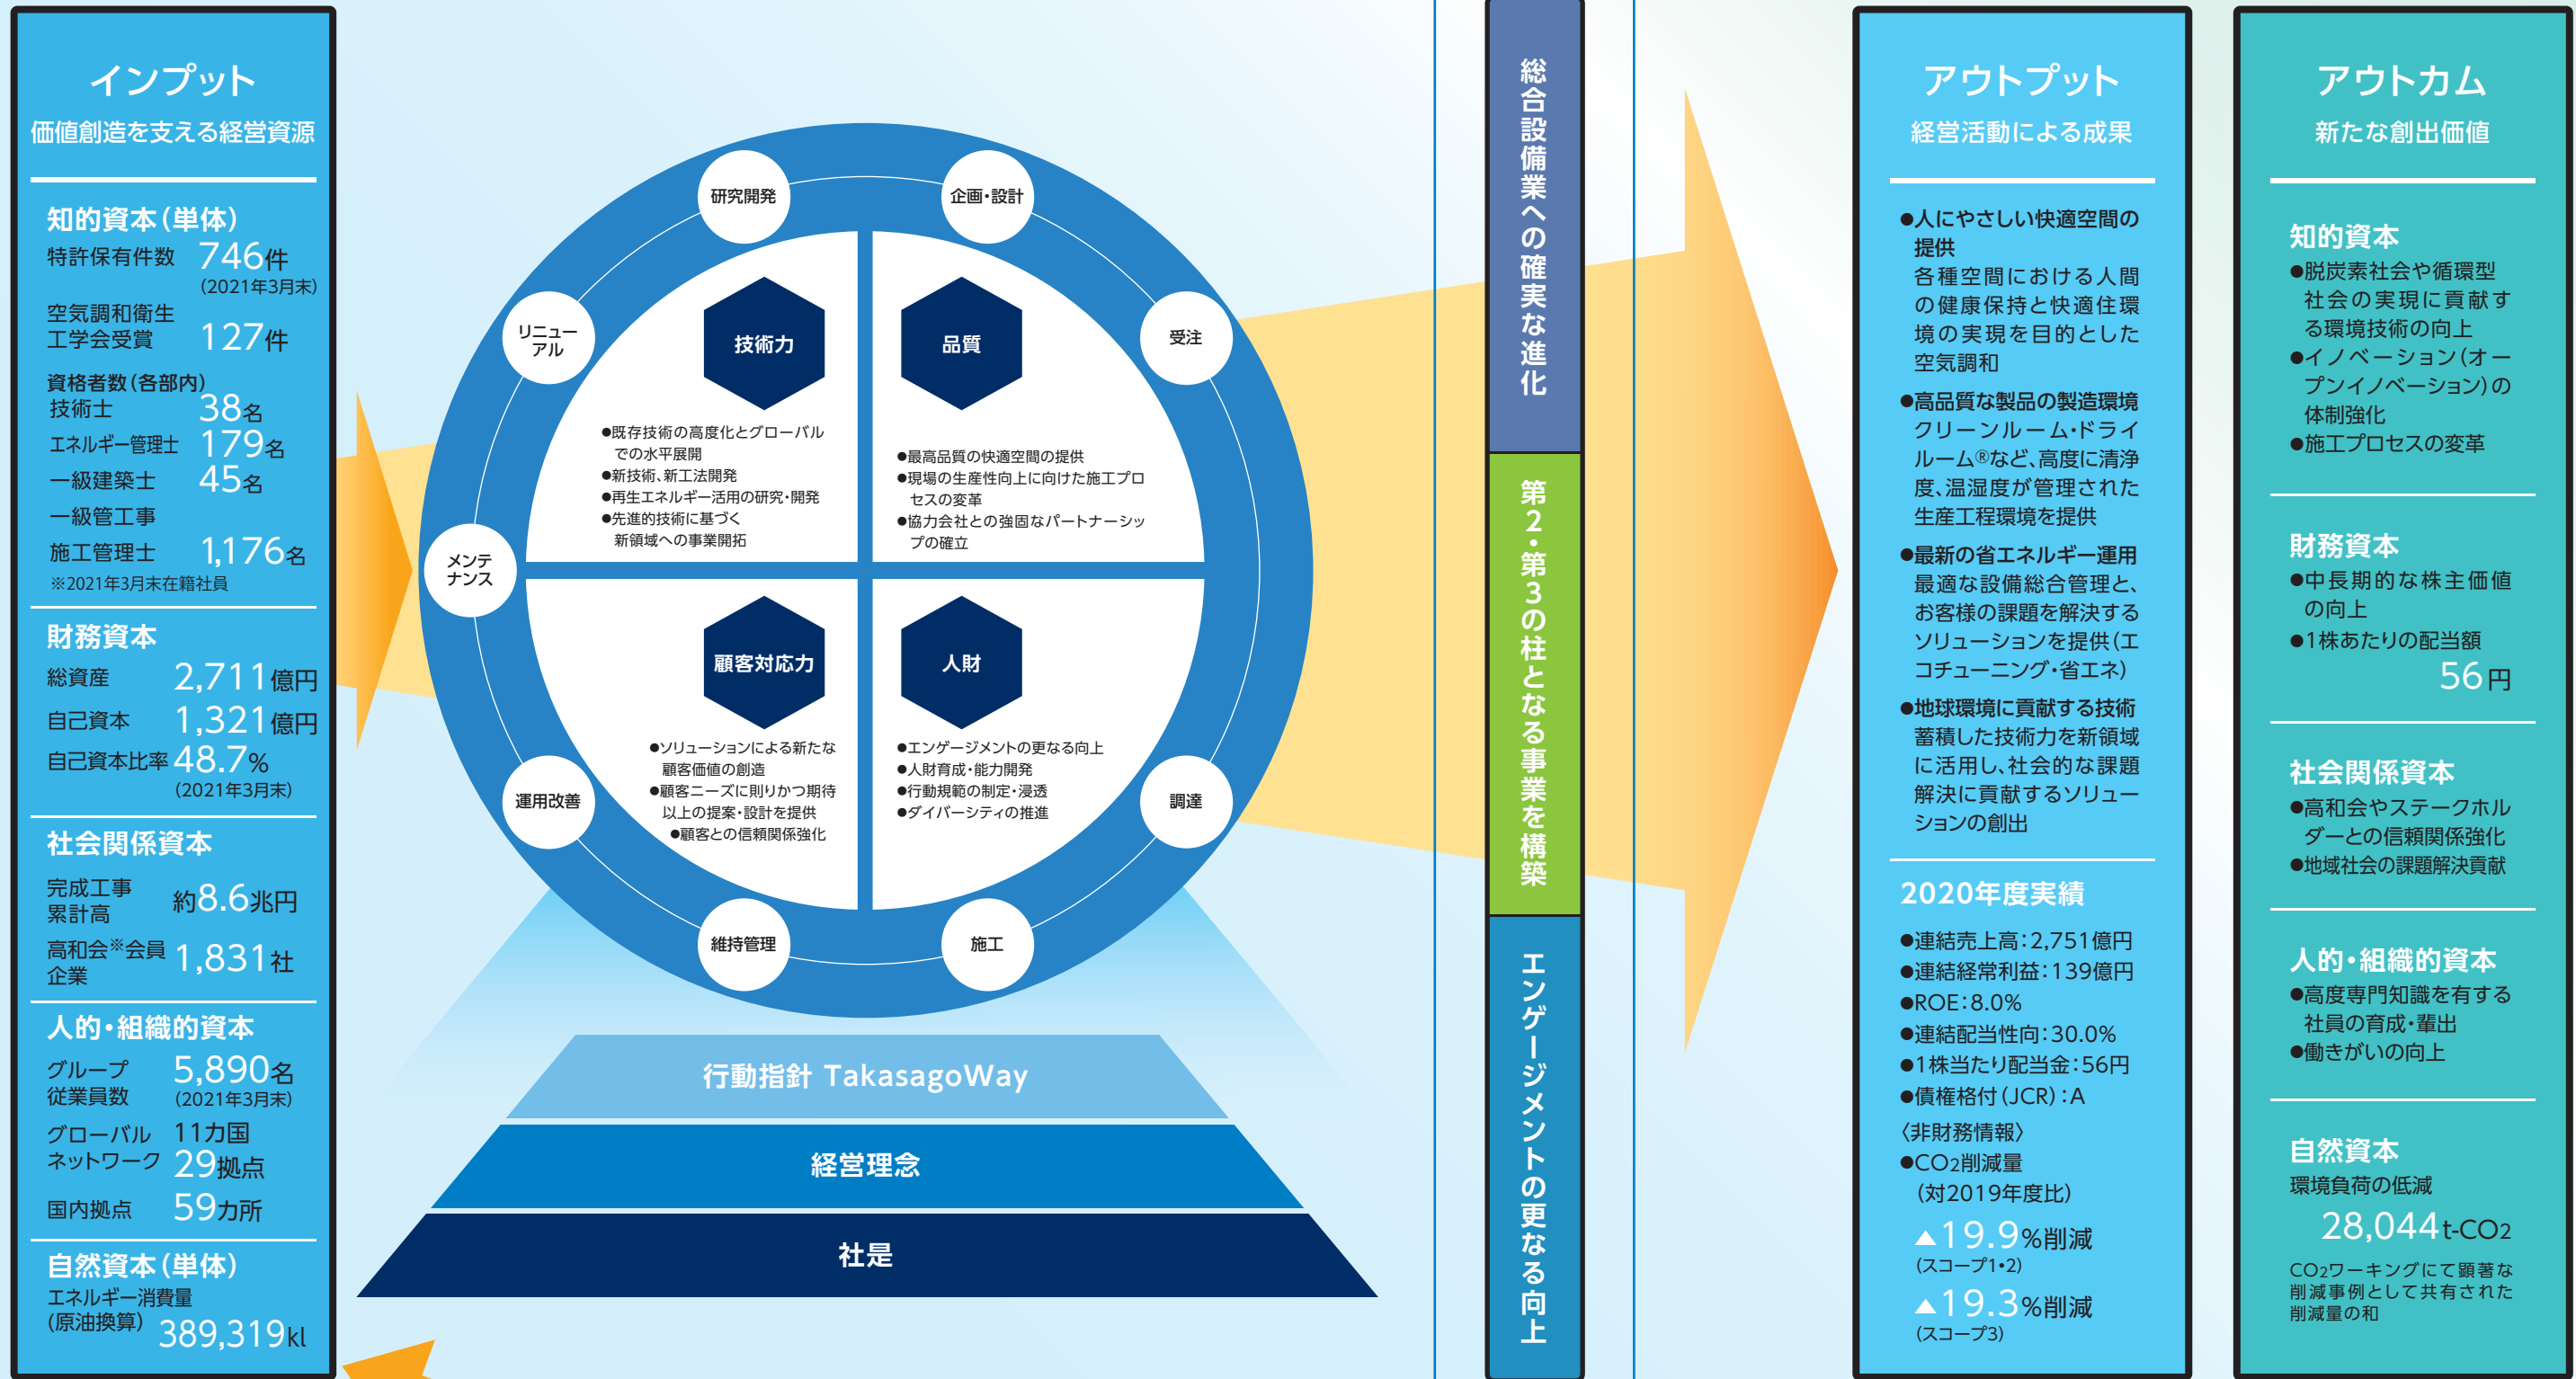 インプット
価値創造を支える経営資源
知的資本(単体)
特許保有件数 746件
(2021年3月末)
空気調和衛生
工学会受賞 127件
資格者数(各部内)
技術士 38名
エネルギー管理士 179名
一級建築士 45名
一級管工事
施工管理士 1,176名
※2021年3月末在籍社員
財務資本
総資産 2,711億円
自己資本 1,321億円
自己資本比率 48.7%
(2021年3月末)
社会関係資本
完成工事
累計高 約8.6兆円
高和会※会員
企業 1,831社
人的・組織的資本
グループ
従業員数 5,890名
(2021年3月末)
グローバル
ネットワーク 11カ国
29拠点
国内拠点 59カ所
自然資本(単体)
エネルギー消費量
(原油換算) 389,319kl
研究開発
企画・設計
受注
調達
施工
維持管理
運用改善
メンテ
ナンス
リニュー
アル
技術力
●既存技術の高度化とグローバル
での水平展開
●新技術、新工法開発
●再生エネルギー活用の研究・開発
●先進的技術に基づく
新領域への事業開拓
品質
●最高品質の快適空間の提供
●現場の生産性向上に向けた施工プロ
セスの変革
●協力会社との強固なパートナーシッ
プの確立
顧客対応力
●ソリューションによる新たな
顧客価値の創造
●顧客ニーズに則りかつ期待
以上の提案・設計を提供
●顧客との信頼関係強化
人財
●エンゲージメントの更なる向上
●人財育成・能力開発
●行動規範の制定・浸透
●ダイバーシティの推進
行動指針 TakasagoWay
経営理念
社是
総合設備業への確実な進化
第2・第3の柱となる事業を構築
エンゲージメントの更なる向上
アウトプット
経営活動による成果
●人にやさしい快適空間の
提供
各種空間における人間
の健康保持と快適住環
境の実現を目的とした
空気調和
●高品質な製品の製造環境
クリーンルーム・ドライ
ルーム®など、高度に清浄
度、温湿度が管理された
生産工程環境を提供
●最新の省エネルギー運用
最適な設備総合管理と、
お客様の課題を解決する
ソリューションを提供(エ
コチューニング・省エネ)
●地球環境に貢献する技術
蓄積した技術力を新領域
に活用し、社会的な課題
解決に貢献するソリュー
ションの創出
2020年度実績
●連結売上高:2,751億円
●連結経常利益:139億円
●ROE:8.0%
●連結配当性向:30.0%
●1株当たり配当金:56円
●債権格付(JCR):A
〈非財務情報〉
●CO2削減量
(対2019年度比)
▲19.9%削減
(スコープ1・2)
▲19.3%削減
(スコープ3)
アウトカム
新たな創出価値
知的資本
●脱炭素社会や循環型
社会の実現に貢献す
る環境技術の向上
●イノベーション(オー
プンイノベーション)の
体制強化
●施工プロセスの変革
財務資本
●中長期的な株主価値
の向上
●1株あたりの配当額
56円
社会関係資本
●高和会やステークホル
ダーとの信頼関係強化
●地域社会の課題解決貢献
人的・組織的資本
●高度専門知識を有する
社員の育成・輩出
●働きがいの向上
自然資本
環境負荷の低減
28,044t-CO2
CO2ワーキングにて顕著な
削減事例として共有された
削減量の和